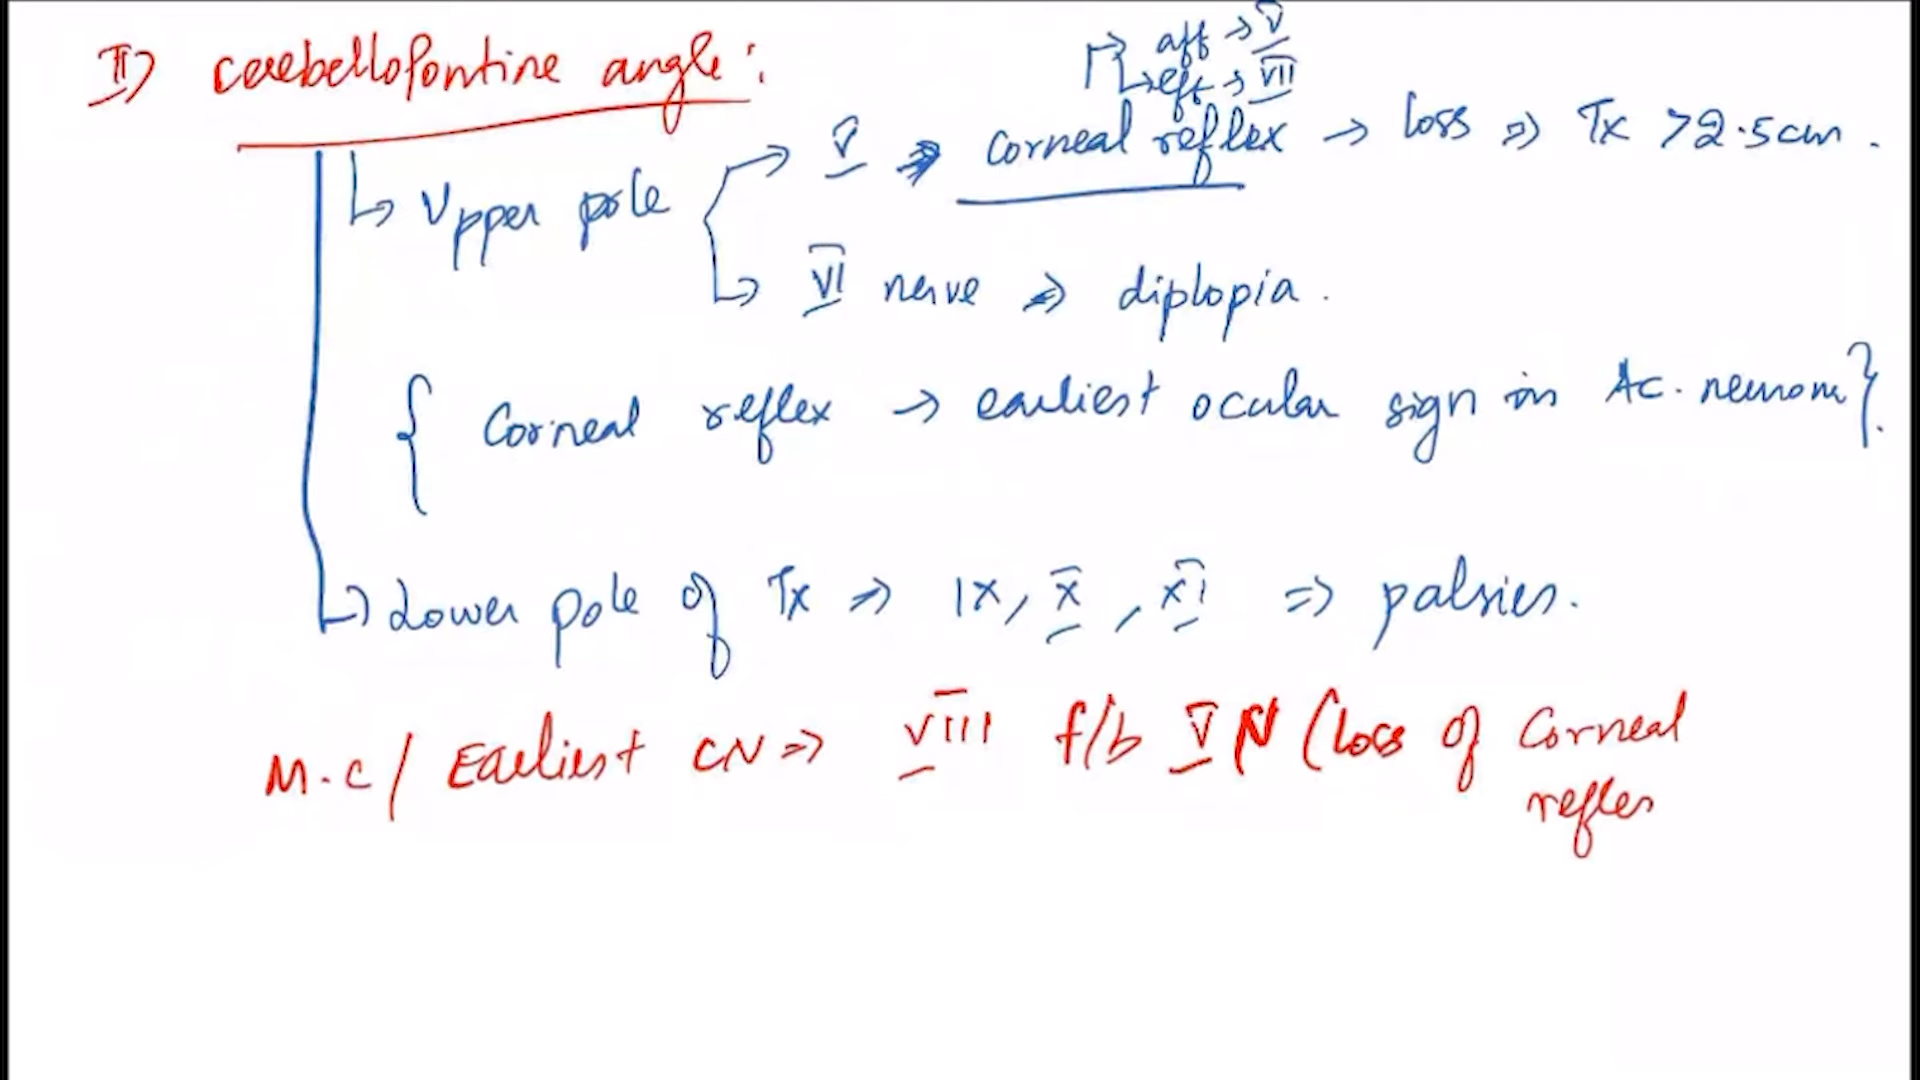 II) cerebellopontine angle :
aff → V
eff → VII
↳ Upper pole → V ⇒ corneal reflex → loss ⇒ Tx > 2.5cm .
↳ VI nerve ⇒ diplopia .
{ Corneal reflex → earliest ocular sign in Ac. neuroma }.
↳ Lower pole of Tx ⇒ IX, X, XI ⇒ palsies.
M.C / Earliest CN ⇒ VIII f/b V N (loss of Corneal
reflex